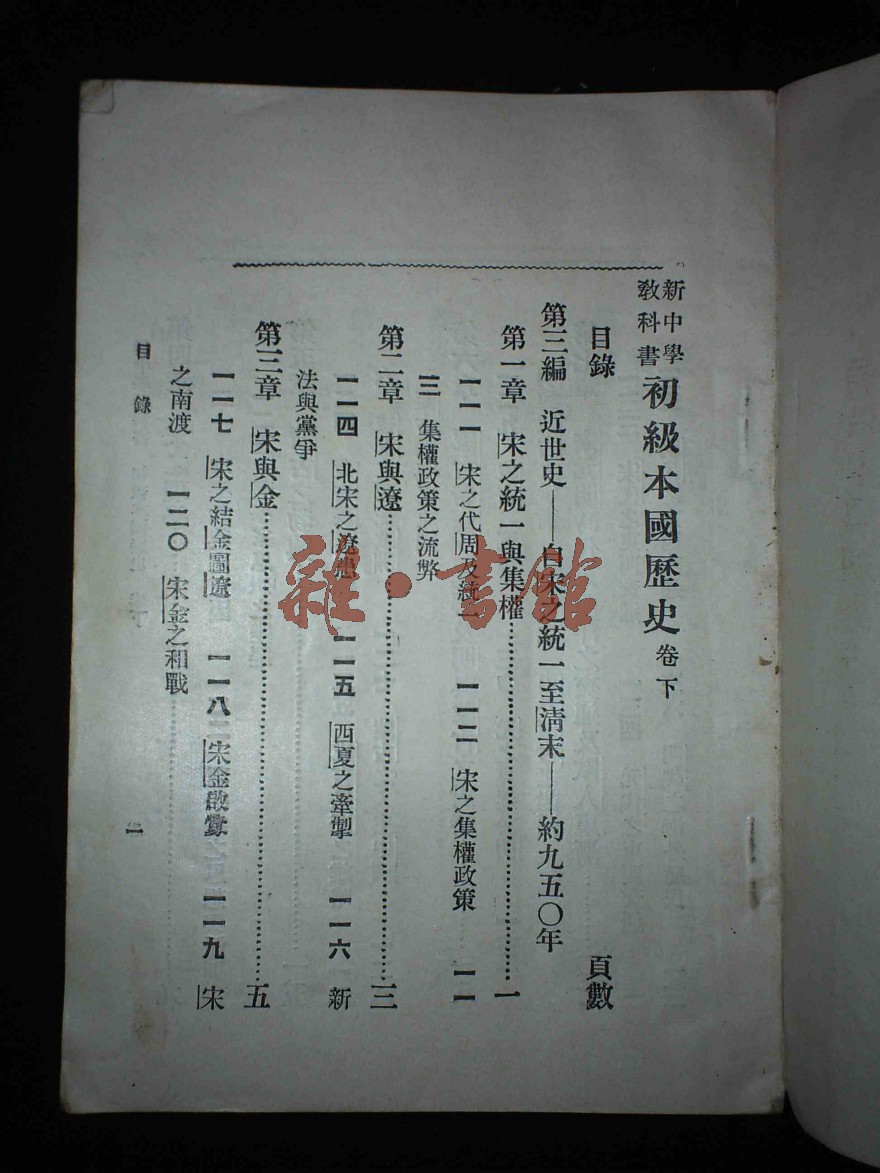 新中學
教科書
初級本國歷史 卷下
目錄 頁數
第三編 近世史——自宋之統一至清末——約九五〇年
第一章 宋之統一與集權……一
一一一 宋之代周及統一 一一二 宋之集權政策 一一
三 集權政策之流弊
第二章 宋與遼……三
一一四 北宋之遼患 一一五 西夏之牽掣 一一六 新
法與黨爭
第三章 宋與金……五
一一七 宋之結金圖遼 一一八 宋金啟釁 一一九 宋
之南渡 一二〇 宋金之和戰
目錄
一
雜·書館